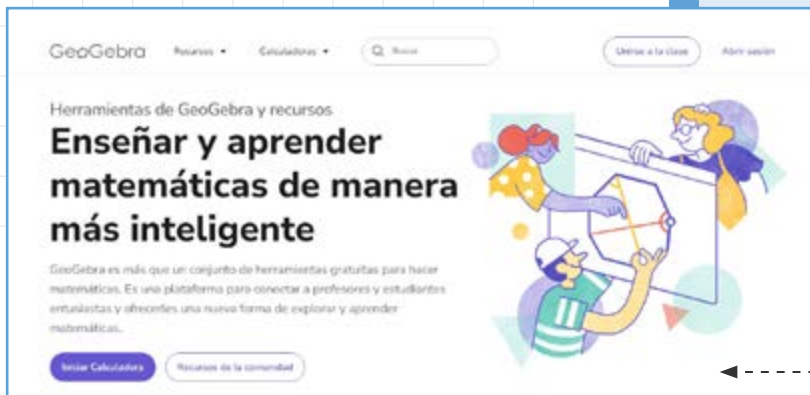 GeoGebra Recursos Calculadoras Buscar Unirse a la clase Abrir sesión
Herramientas de GeoGebra y recursos
Enseñar y aprender
matemáticas de manera
más inteligente
GeoGebra es más que un conjunto de herramientas gratuitas para hacer
matemáticas. Es una plataforma para conectar a profesores y estudiantes
entusiastas y ofrecerles una nueva forma de explorar y aprender
matemáticas.
Iniciar Calculadora Recursos de la comunidad